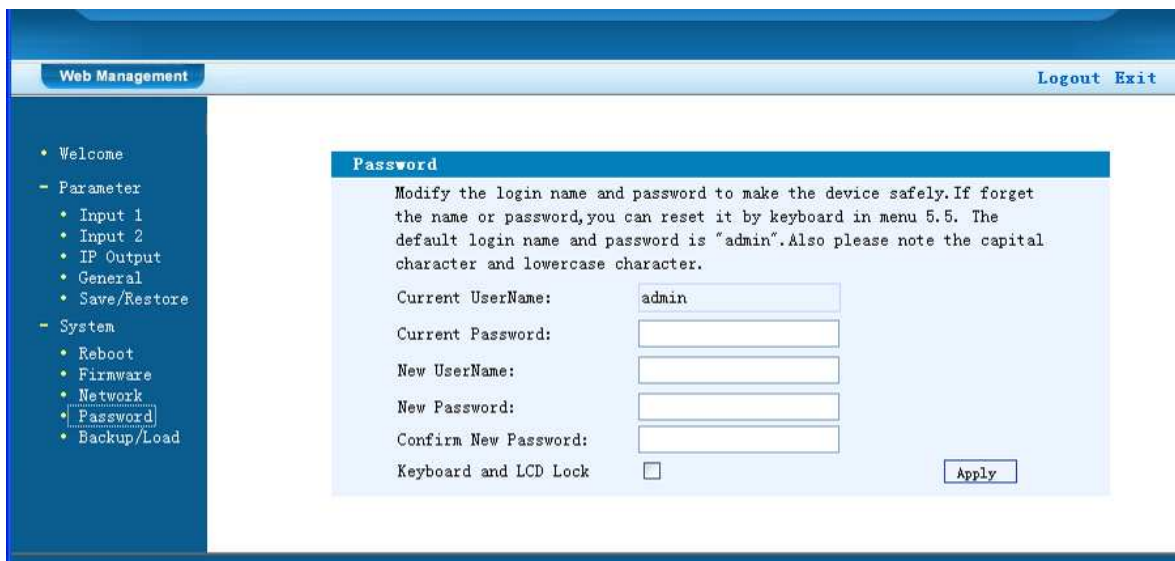 Web Management
Logout Exit
Welcome
Parameter
Input 1
Input 2
IP Output
General
Save/Restore
System
Reboot
Firmware
Network
Password
Backup/Load
Password
Modify the login name and password to make the device safely.If forget
the name or password,you can reset it by keyboard in menu 5.5. The
default login name and password is "admin".Also please note the capital
character and lowercase character.
Current UserName: admin
Current Password:
New UserName:
New Password:
Confirm New Password:
Keyboard and LCD Lock
Apply